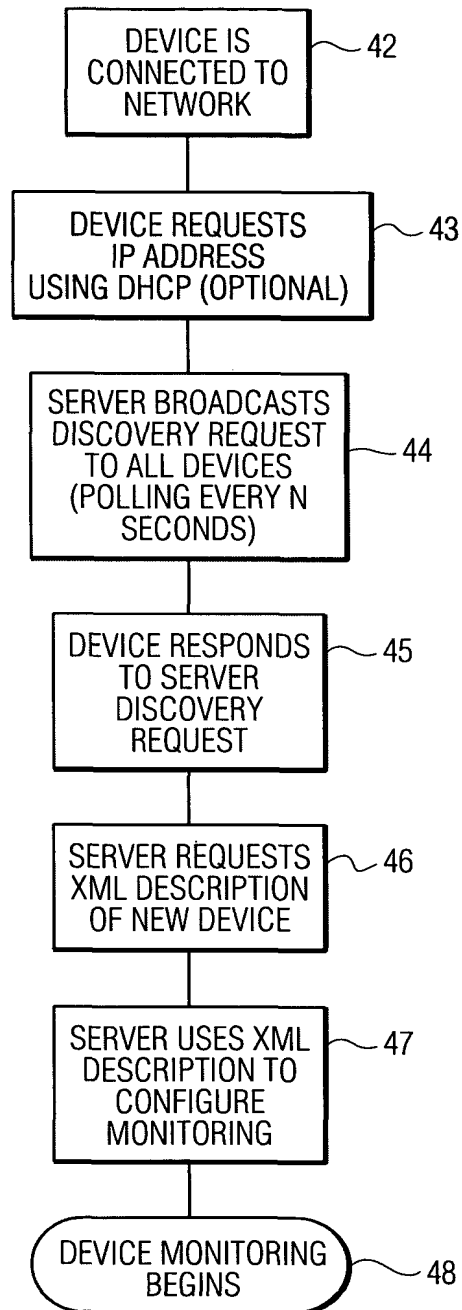 DEVICE IS
CONNECTED TO
NETWORK
42
DEVICE REQUESTS
IP ADDRESS
USING DHCP (OPTIONAL)
43
SERVER BROADCASTS
DISCOVERY REQUEST
TO ALL DEVICES
(POLLING EVERY N
SECONDS)
44
DEVICE RESPONDS
TO SERVER
DISCOVERY
REQUEST
45
SERVER REQUESTS
XML DESCRIPTION
OF NEW DEVICE
46
SERVER USES XML
DESCRIPTION TO
CONFIGURE
MONITORING
47
DEVICE MONITORING
BEGINS
48